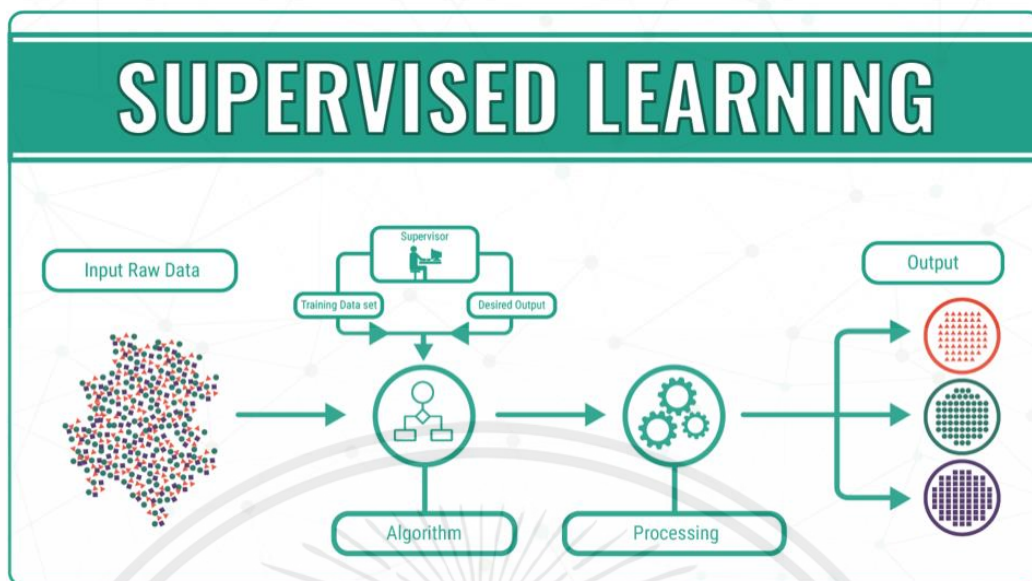 SUPERVISED LEARNING
Input Raw Data
Supervisor
Training Data set
Desired Output
Algorithm
Processing
Output